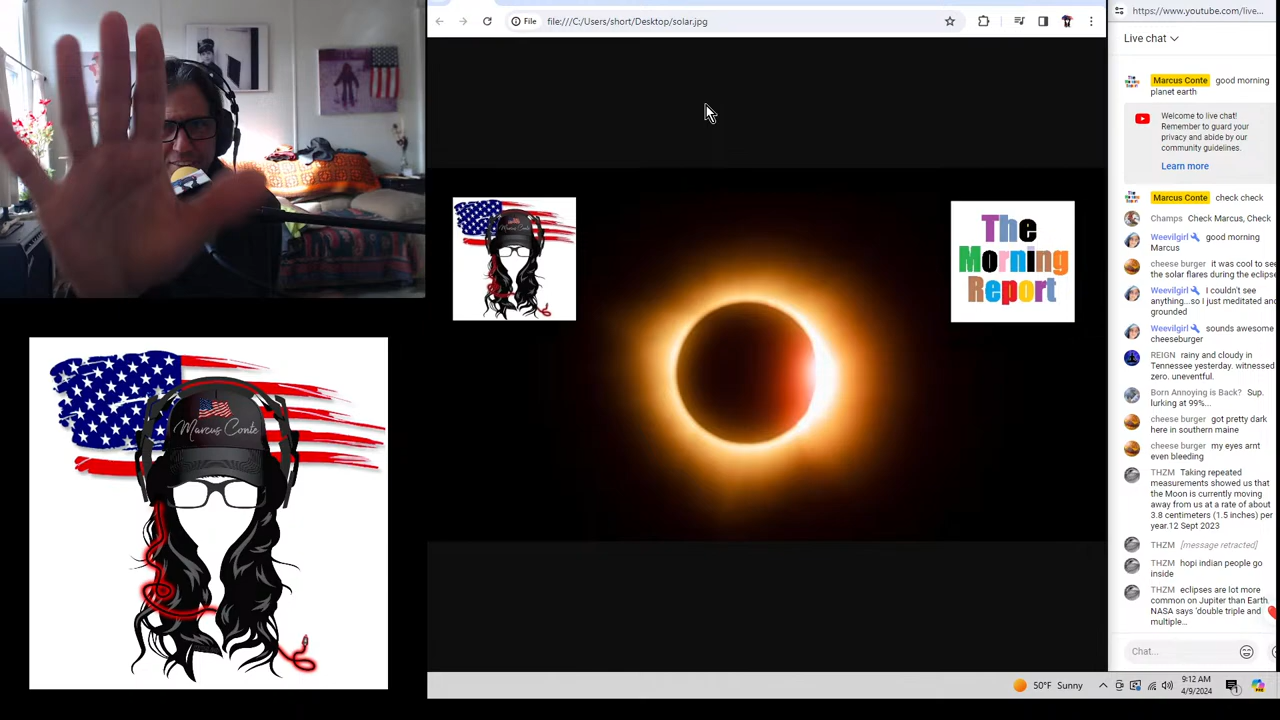 File
file:///C:/Users/short/Desktop/solar.jpg
https://www.youtube.com/live...
Live chat
Marcus Conte good morning
planet earth
Welcome to live chat!
Remember to guard your
privacy and abide by our
community guidelines.
Learn more
Marcus Conte check check
Champs Check Marcus, Check
Weevilgirl good morning
Marcus
cheese burger it was cool to see
the solar flares during the eclipse
Weevilgirl I couldn't see
anything...so I just meditated and
grounded
Weevilgirl sounds awesome
cheeseburger
REIGN rainy and cloudy in
Tennessee yesterday. witnessed
zero. uneventful.
Born Annoying is Back? Sup.
lurking at 99%...
cheese burger got pretty dark
here in southern maine
cheese burger my eyes arnt
even bleeding
THZM Taking repeated
measurements showed us that
the Moon is currently moving
away from us at a rate of about
3.8 centimeters (1.5 inches) per
year.12 Sept 2023
THZM [message retracted]
THZM hopi indian people go
inside
THZM eclipses are lot more
common on Jupiter than Earth
NASA says 'double triple and
multiple...
Chat...
The
Morning
Report
Marcus Conte
Marcus Conte
50°F Sunny
9:12 AM
4/9/2024